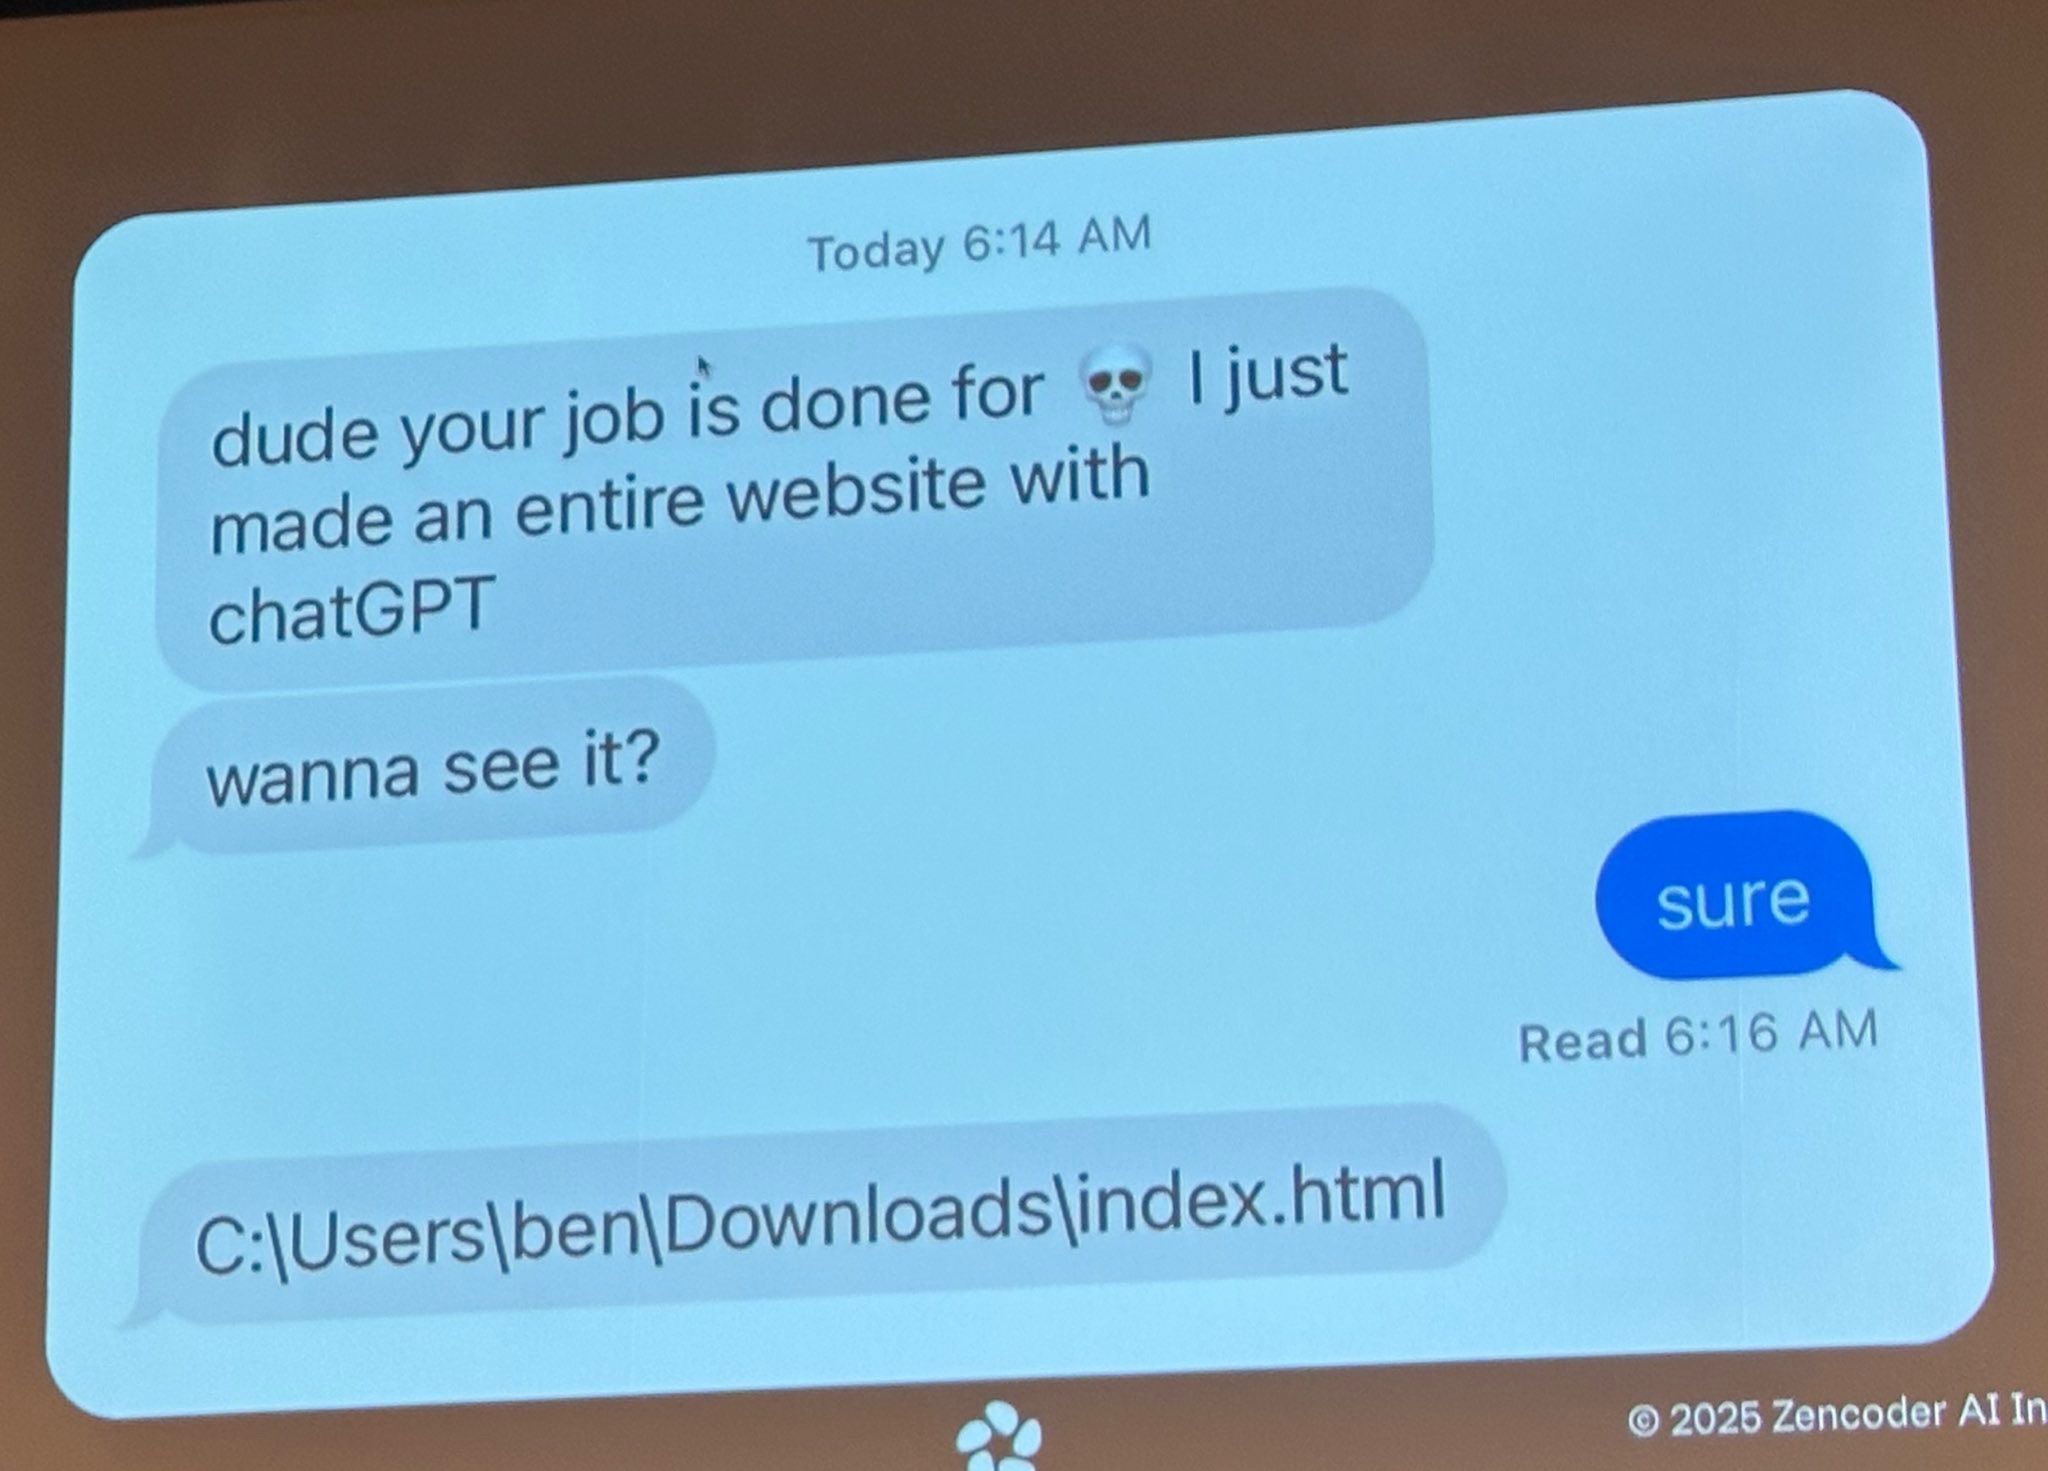 Today 6:14 AM
dude your job is done for 💀 I just
made an entire website with
chatGPT
wanna see it?
sure
Read 6:16 AM
C:\Users\ben\Downloads\index.html
© 2025 Zencoder AI In